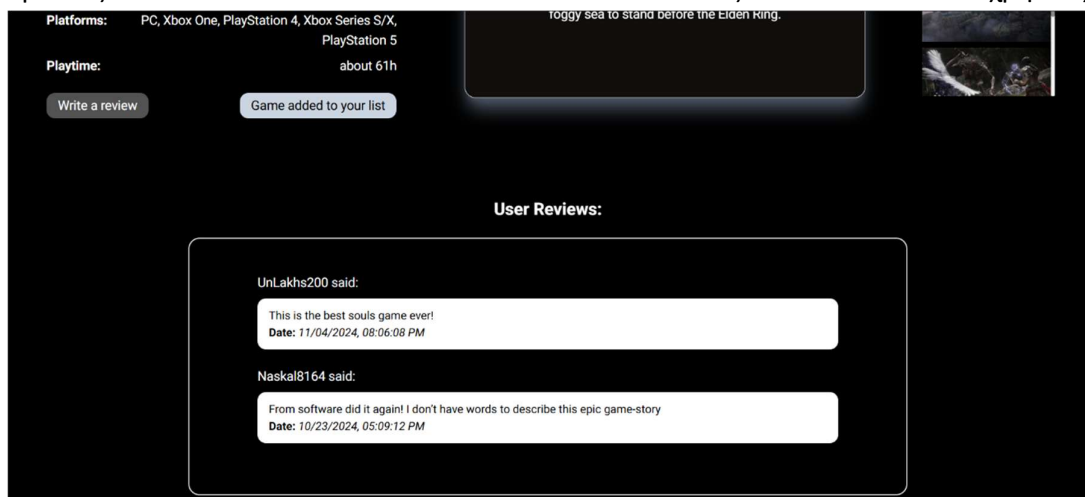 Platforms: PC, Xbox One, PlayStation 4, Xbox Series S/X,
PlayStation 5
Playtime: about 61h
Write a review
Game added to your list
foggy sea to stand before the Elden Ring.
User Reviews:
UnLakhs200 said:
This is the best souls game ever!
Date: 11/04/2024, 08:06:08 PM
Naskal8164 said:
From software did it again! I don't have words to describe this epic game-story
Date: 10/23/2024, 05:09:12 PM